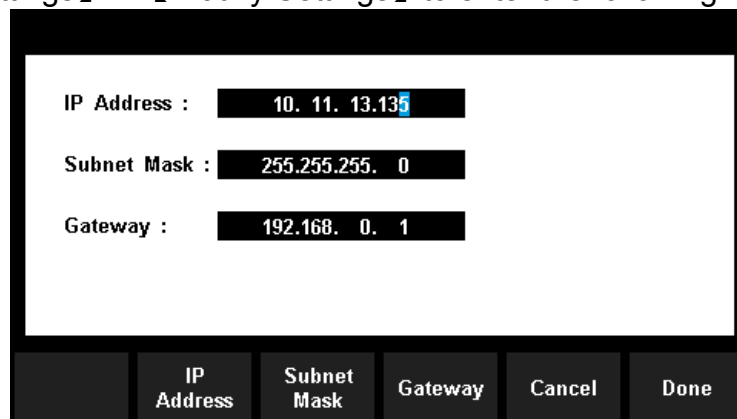 IP Address : 10. 11. 13.135
Subnet Mask : 255.255.255. 0
Gateway : 192.168. 0. 1
IP Address
Subnet Mask
Gateway
Cancel
Done